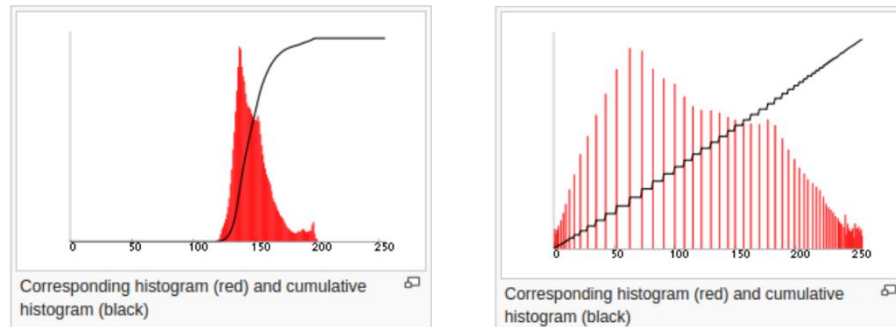 0 50 100 150 200 250
Corresponding histogram (red) and cumulative
histogram (black)
0 50 100 150 200 250
Corresponding histogram (red) and cumulative
histogram (black)